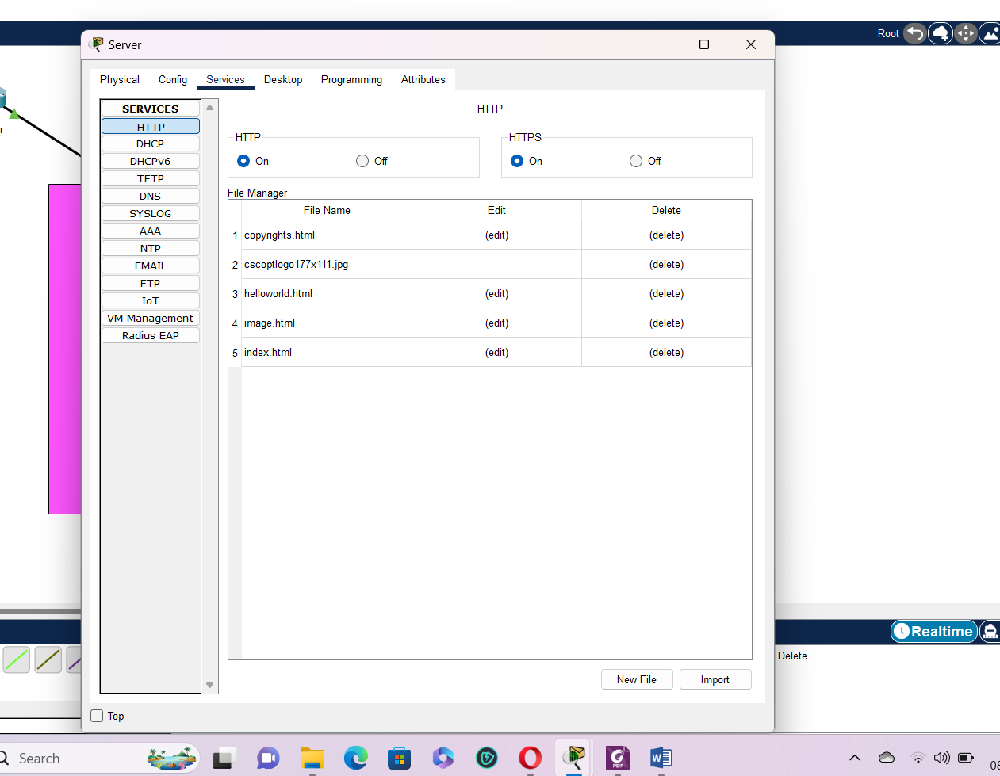 Root
Server
Physical Config Services Desktop Programming Attributes
SERVICES
HTTP
DHCP
DHCPv6
TFTP
DNS
SYSLOG
AAA
NTP
EMAIL
FTP
IoT
VM Management
Radius EAP
HTTP
HTTP HTTPS
On Off On Off
File Manager
File Name Edit Delete
1 copyrights.html (edit) (delete)
2 cscoptlogo177x111.jpg (delete)
3 helloworld.html (edit) (delete)
4 image.html (edit) (delete)
5 index.html (edit) (delete)
New File Import
Top
r
Realtime
Delete
Search
PDF
W
08